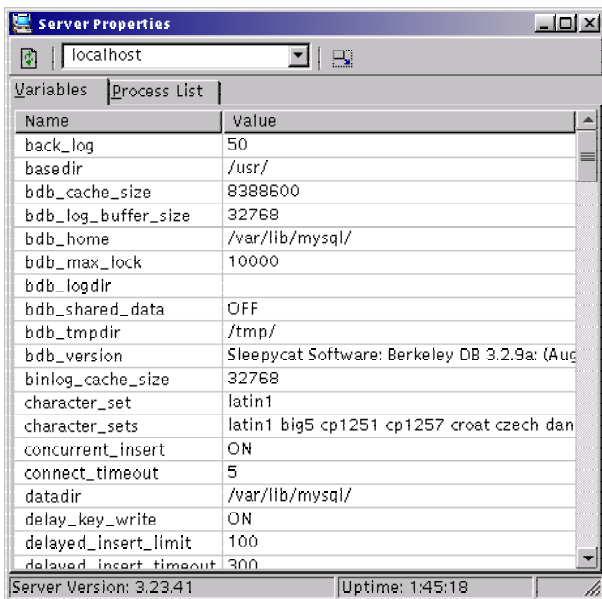 Server Properties
localhost
Variables Process List
Name Value
back_log 50
basedir /usr/
bdb_cache_size 8388600
bdb_log_buffer_size 32768
bdb_home /var/lib/mysql/
bdb_max_lock 10000
bdb_logdir
bdb_shared_data OFF
bdb_tmpdir /tmp/
bdb_version Sleepycat Software: Berkeley DB 3.2.9a: (Aug
binlog_cache_size 32768
character_set latin1
character_sets latin1 big5 cp1251 cp1257 croat czech dan
concurrent_insert ON
connect_timeout 5
datadir /var/lib/mysql/
delay_key_write ON
delayed_insert_limit 100
delayed_insert_timeout 300
Server Version: 3.23.41 Uptime: 1:45:18